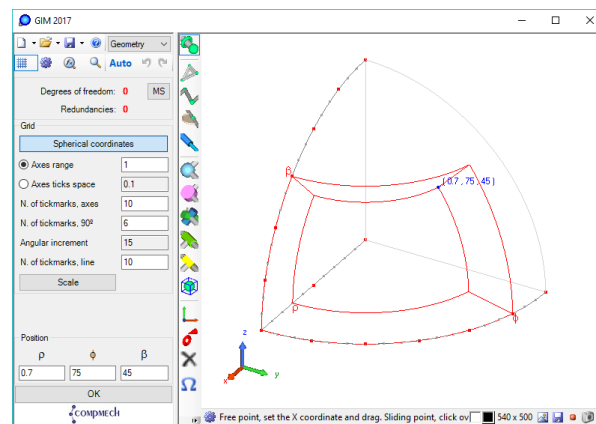 GIM 2017
Geometry
Auto
Degrees of freedom: 0 MS
Redundancies: 0
Grid
Spherical coordinates
Axes range 1
Axes ticks space 0.1
N. of tickmarks, axes 10
N. of tickmarks, 90º 6
Angular increment 15
N. of tickmarks, line 10
Scale
Position
ρ ϕ β
0.7 75 45
OK
COMPMECH
β
( 0.7 , 75 , 45 )
ρ
ϕ
z
x y
Free point, set the X coordinate and drag. Sliding point, click ov 540 x 500